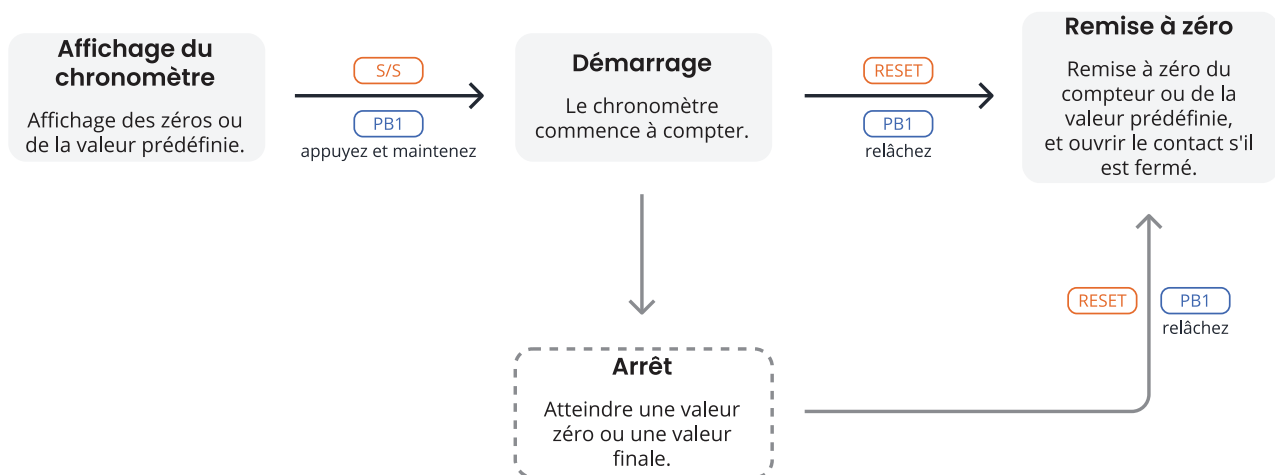 Affichage du
chronomètre
Affichage des zéros ou
de la valeur prédéfinie.
S/S
PB1
appuyez et maintenez
Démarrage
Le chronomètre
commence à compter.
RESET
PB1
relâchez
Remise à zéro
Remise à zéro du
compteur ou de la
valeur prédéfinie,
et ouvrir le contact s'il
est fermé.
RESET
PB1
relâchez
Arrêt
Atteindre une valeur
zéro ou une valeur
finale.